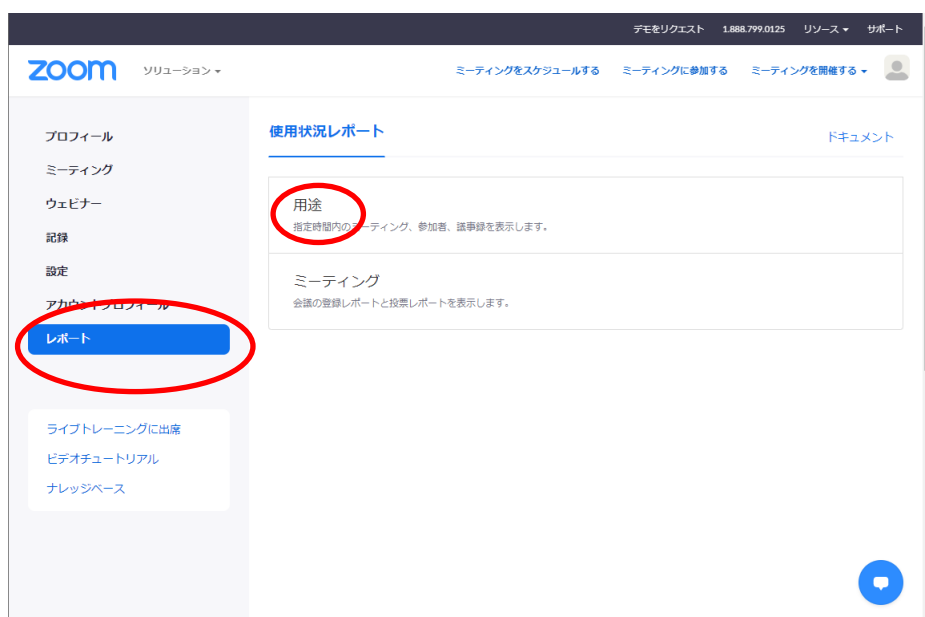 デモをリクエスト 1.888.799.0125 リソース サポート
zoom ソリューション ミーティングをスケジュールする ミーティングに参加する ミーティングを開催する
プロフィール
ミーティング
ウェビナー
記録
設定
アカウントプロフィール
レポート
ライブトレーニングに出席
ビデオチュートリアル
ナレッジベース
使用状況レポート ドキュメント
用途
指定時間内のミーティング、参加者、議事録を表示します。
ミーティング
会議の登録レポートと投票レポートを表示します。